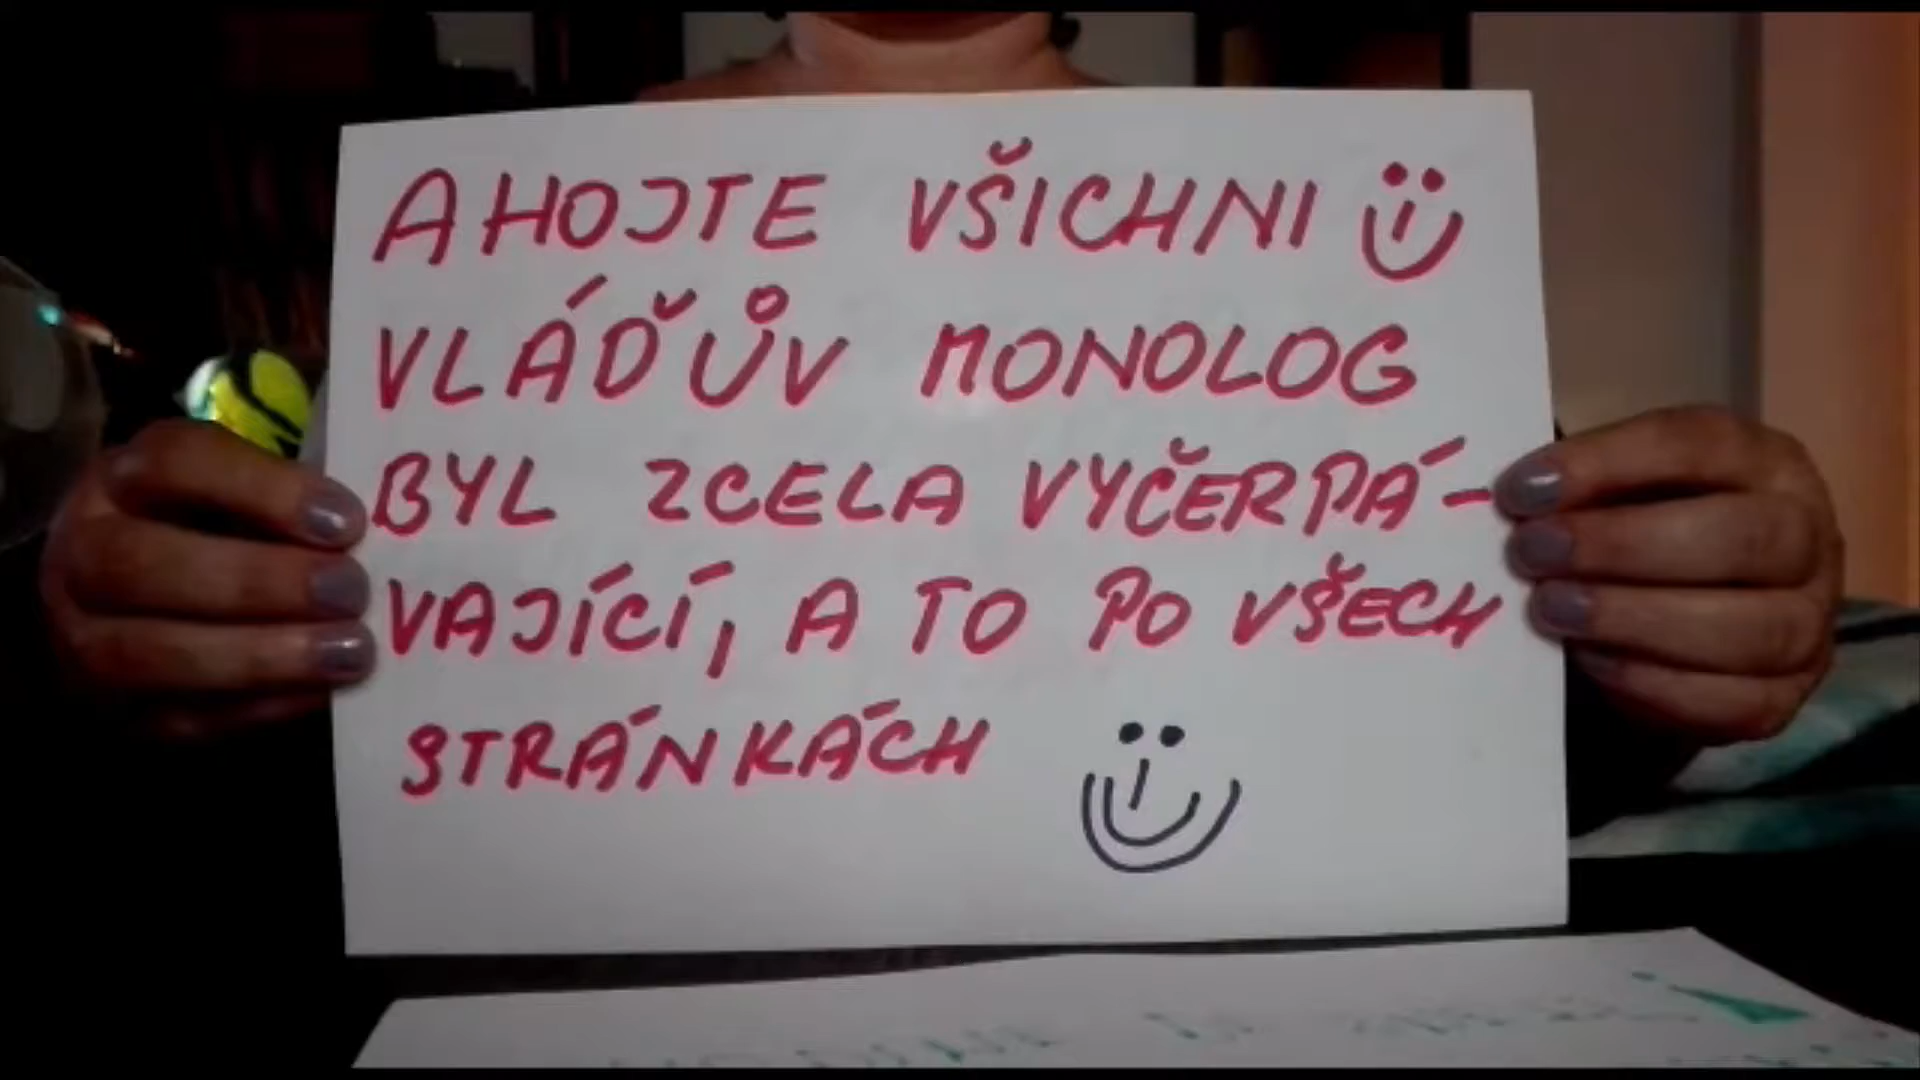 AHOJTE VŠICHNI
VLÁĎŮV MONOLOG
BYL ZCELA VYČERPÁ-
VAJÍCÍ, A TO PO VŠECH
STRÁNKÁCH